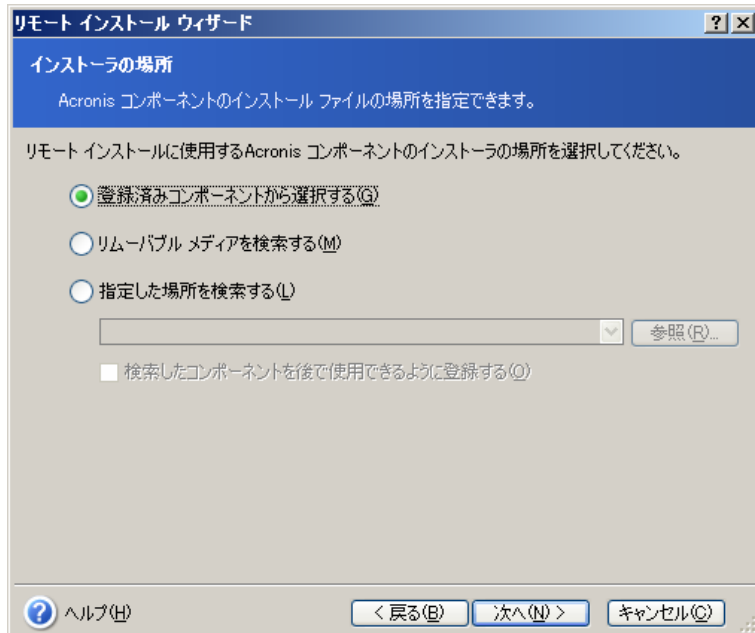 リモート インストール ウィザード
インストーラの場所
Acronis コンポーネントのインストール ファイルの場所を指定できます。
リモート インストールに使用するAcronis コンポーネントのインストーラの場所を選択してください。
登録済みコンポーネントから選択する(G)
リムーバブル メディアを検索する(M)
指定した場所を検索する(L)
参照(R)...
検索したコンポーネントを後で使用できるように登録する(O)
ヘルプ(H)
< 戻る(B) 次へ(N) > キャンセル(C)